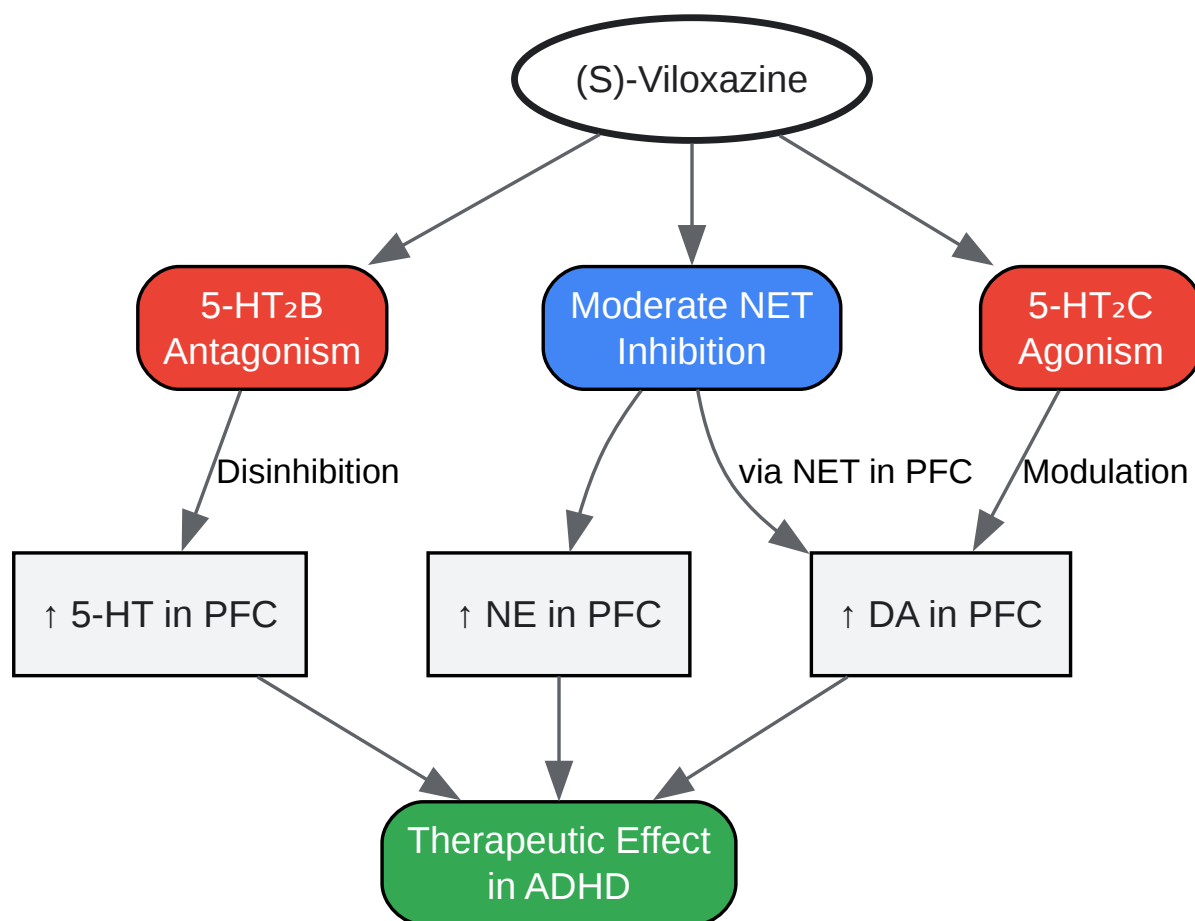 (S)-Viloxazine
5-HT₂B
Antagonism
Moderate NET
Inhibition
5-HT₂C
Agonism
Disinhibition
via NET in PFC
Modulation
↑ 5-HT in PFC
↑ NE in PFC
↑ DA in PFC
Therapeutic Effect
in ADHD